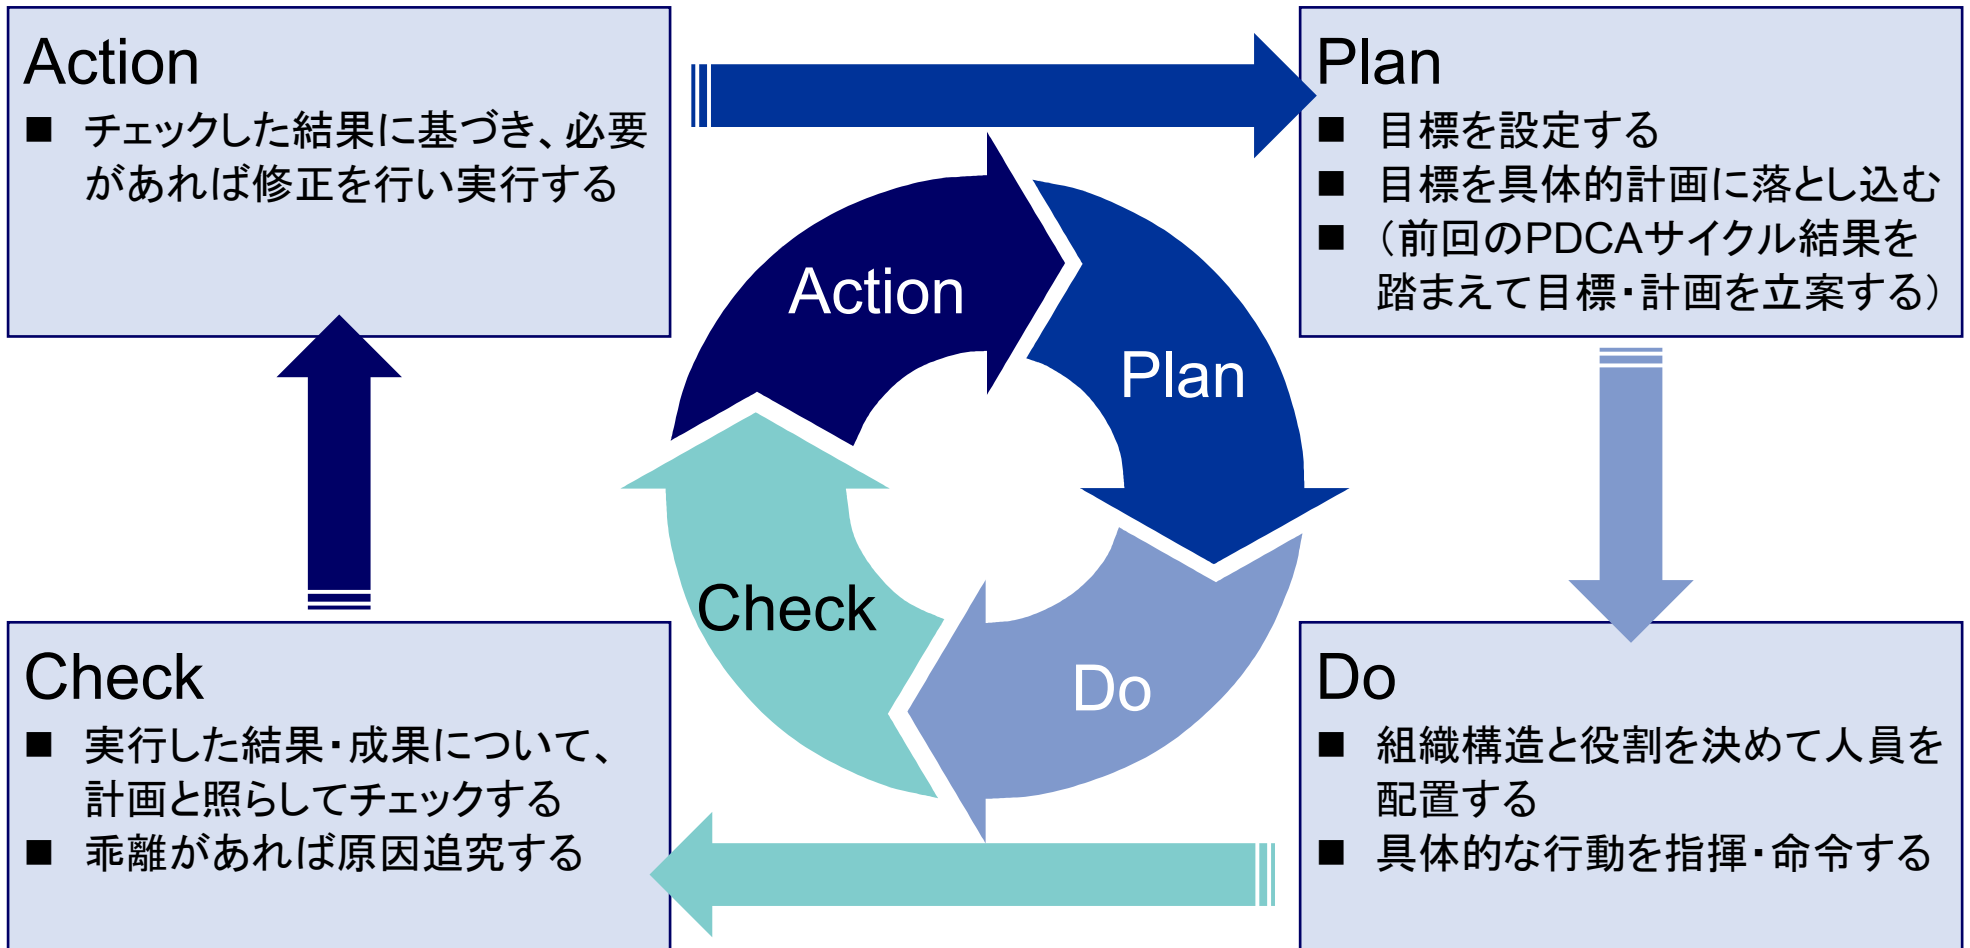 Action
■ チェックした結果に基づき、必要
があれば修正を行い実行する
Plan
■ 目標を設定する
■ 目標を具体的計画に落とし込む
■ （前回のPDCAサイクル結果を
踏まえて目標・計画を立案する）
Action
Plan
Check
Do
Check
■ 実行した結果・成果について、
計画と照らしてチェックする
■ 乖離があれば原因追究する
Do
■ 組織構造と役割を決めて人員を
配置する
■ 具体的な行動を指揮・命令する